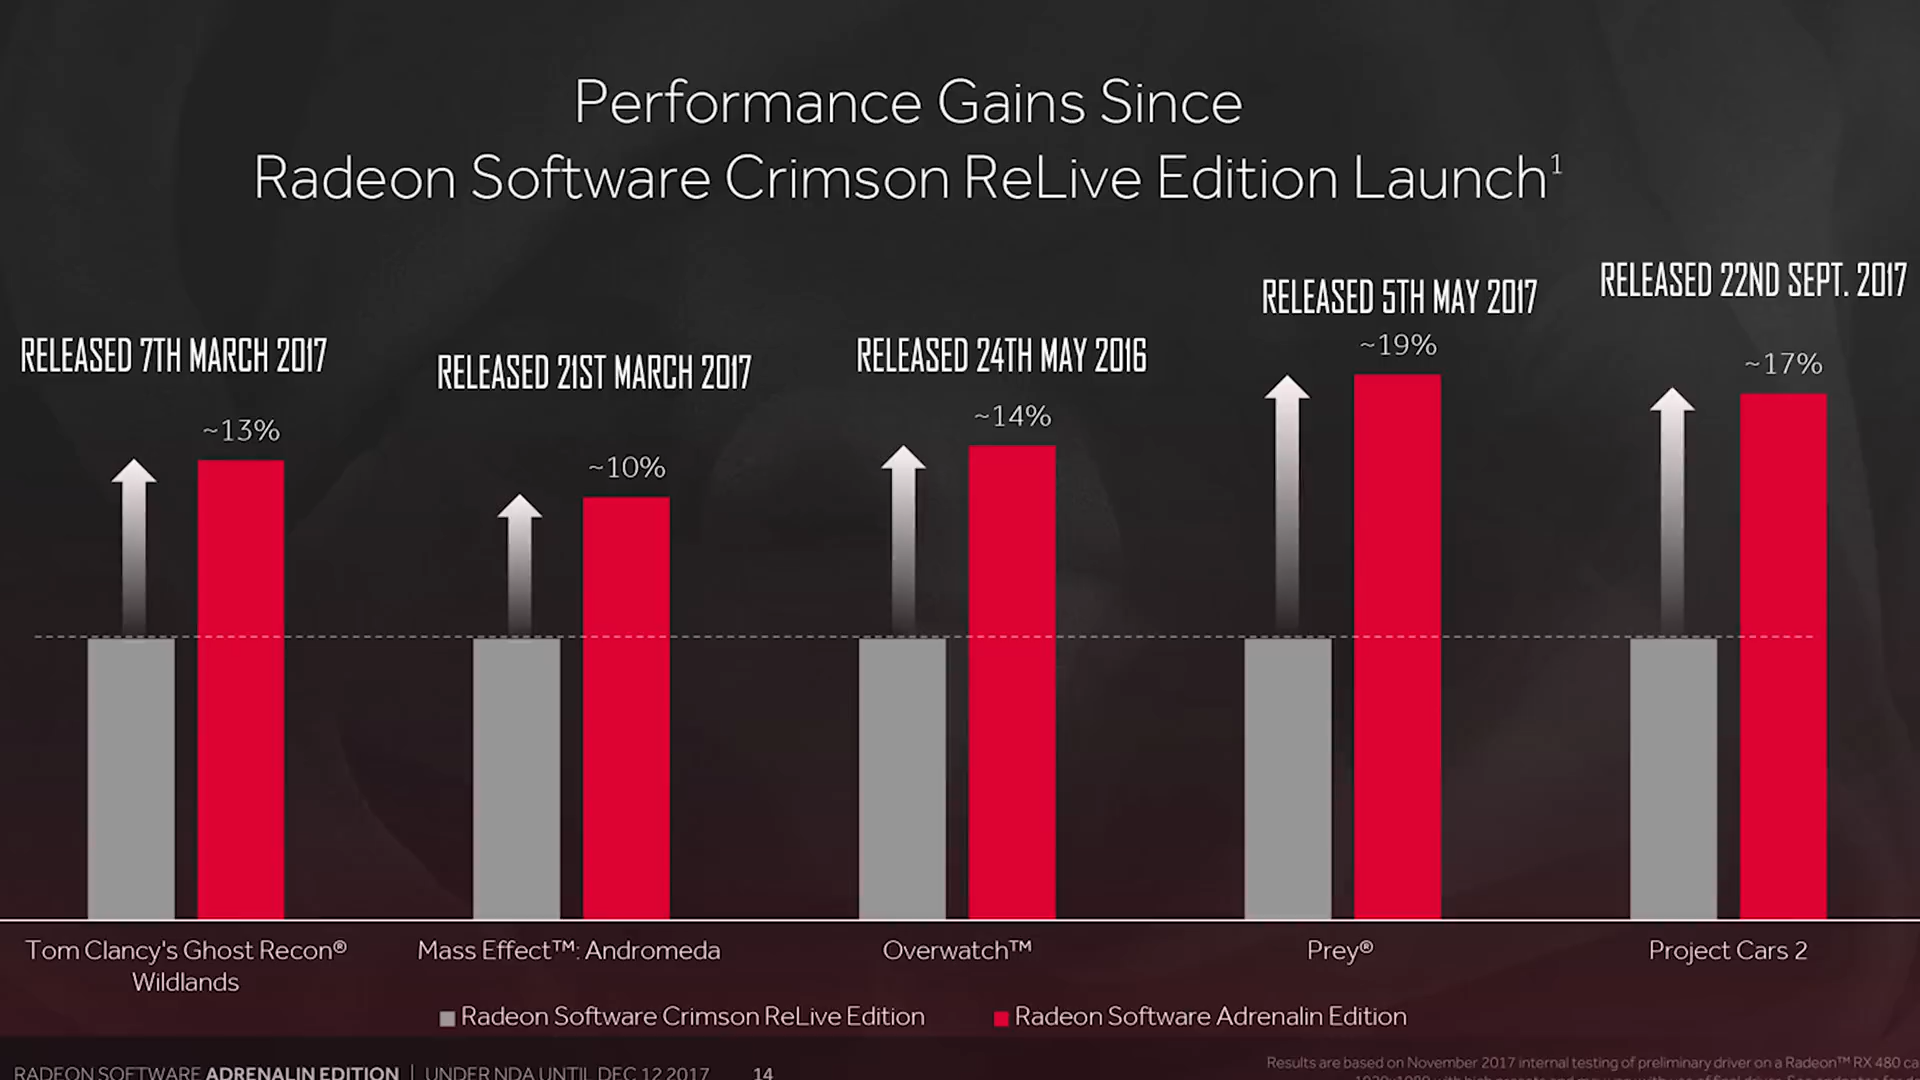 Performance Gains Since
Radeon Software Crimson ReLive Edition Launch¹
RELEASED 7TH MARCH 2017
RELEASED 21ST MARCH 2017
RELEASED 24TH MAY 2016
RELEASED 5TH MAY 2017
RELEASED 22ND SEPT. 2017
~13%
~10%
~14%
~19%
~17%
Tom Clancy's Ghost Recon®
Wildlands
Mass Effect™: Andromeda
Overwatch™
Prey®
Project Cars 2
Radeon Software Crimson ReLive Edition
Radeon Software Adrenalin Edition
RADEON SOFTWARE ADRENALIN EDITION | UNDER NDA UNTIL DEC 12 2017 14
Results are based on November 2017 internal testing of preliminary driver on a Radeon™ RX 480 ca